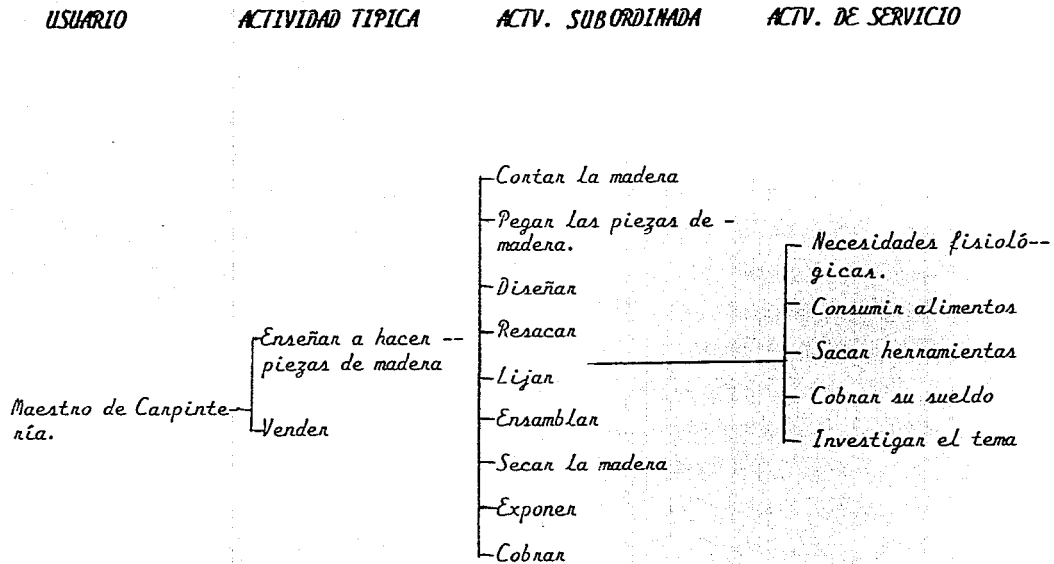 USUARIO
ACTIVIDAD TIPICA
ACTV. SUBORDINADA
ACTV. DE SERVICIO
Maestro de Carpinte-
ría.
Enseñar a hacer --
piezas de madera
Vender
Cortar la madera
Pegar las piezas de -
madera.
Diseñar
Resacar
Lijar
Ensamblar
Secar la madera
Exponer
Cobrar
Necesidades fisioló--
gicas.
Consumir alimentos
Sacar herramientas
Cobrar su sueldo
Investigar el tema